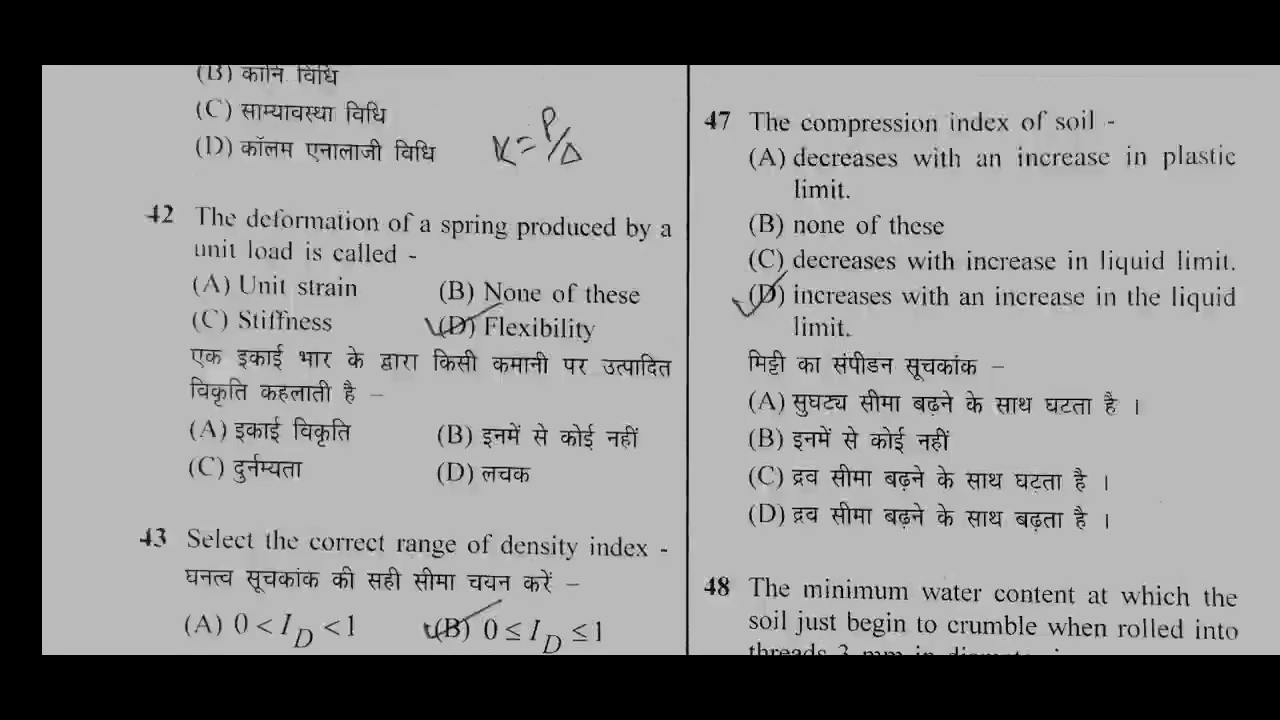 (B) कानि विधि
(C) साम्यावस्था विधि
(D) कॉलम एनालाजी विधि
K = P/Δ
42 The deformation of a spring produced by a
unit load is called -
(A) Unit strain (B) None of these
(C) Stiffness (D) Flexibility
एक इकाई भार के द्वारा किसी कमानी पर उत्पादित
विकृति कहलाती है –
(A) इकाई विकृति (B) इनमें से कोई नहीं
(C) दुर्नम्यता (D) लचक
43 Select the correct range of density index -
घनत्व सूचकांक की सही सीमा चयन करें –
(A) 0 < I_D < 1 (B) 0 ≤ I_D ≤ 1
47 The compression index of soil -
(A) decreases with an increase in plastic
limit.
(B) none of these
(C) decreases with increase in liquid limit.
(D) increases with an increase in the liquid
limit.
मिट्टी का संपीडन सूचकांक –
(A) सुघट्य सीमा बढ़ने के साथ घटता है ।
(B) इनमें से कोई नहीं
(C) द्रव सीमा बढ़ने के साथ घटता है ।
(D) द्रव सीमा बढ़ने के साथ बढ़ता है ।
48 The minimum water content at which the
soil just begin to crumble when rolled into
threads 3 mm in